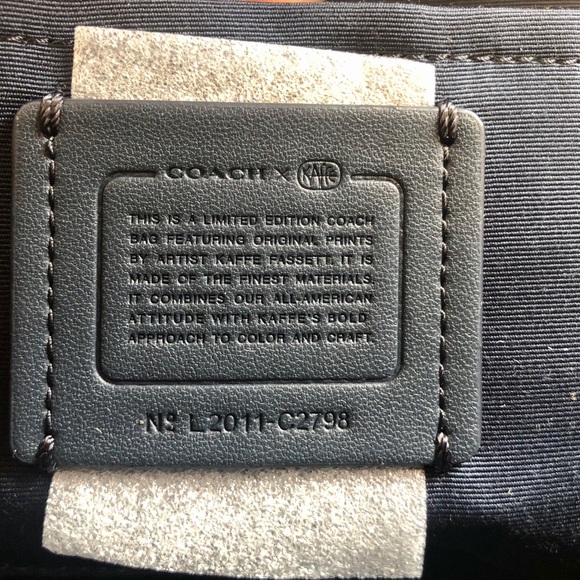 COACH × KAFFE
THIS IS A LIMITED EDITION COACH
BAG FEATURING ORIGINAL PRINTS
BY ARTIST KAFFE FASSETT. IT IS
MADE OF THE FINEST MATERIALS.
IT COMBINES OUR ALL-AMERICAN
ATTITUDE WITH KAFFE'S BOLD
APPROACH TO COLOR AND CRAFT.
Nº L2011-C2798